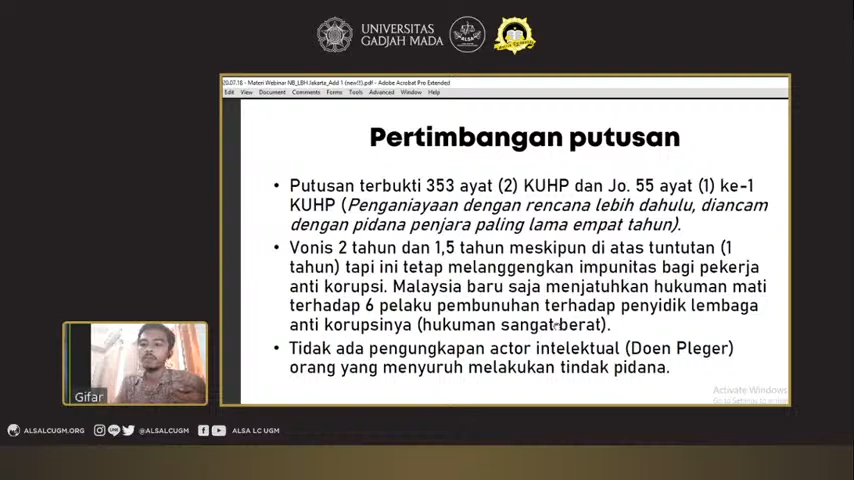 UNIVERSITAS
GADJAH MADA
ALSA
20.07.18 - Materi Webinar NB_LBH Jakarta_Add 1 (new!!!).pdf - Adobe Acrobat Pro Extended
Edit View Document Comments Forms Tools Advanced Window Help
Pertimbangan putusan
• Putusan terbukti 353 ayat (2) KUHP dan Jo. 55 ayat (1) ke-1
KUHP (Penganiayaan dengan rencana lebih dahulu, diancam
dengan pidana penjara paling lama empat tahun).
• Vonis 2 tahun dan 1,5 tahun meskipun di atas tuntutan (1
tahun) tapi ini tetap melanggengkan impunitas bagi pekerja
anti korupsi. Malaysia baru saja menjatuhkan hukuman mati
terhadap 6 pelaku pembunuhan terhadap penyidik lembaga
anti korupsinya (hukuman sangat berat).
• Tidak ada pengungkapan actor intelektual (Doen Pleger)
orang yang menyuruh melakukan tindak pidana.
Activate Windows
Gifar
ALSALCUGM.ORG @ALSALCUGM ALSA LC UGM